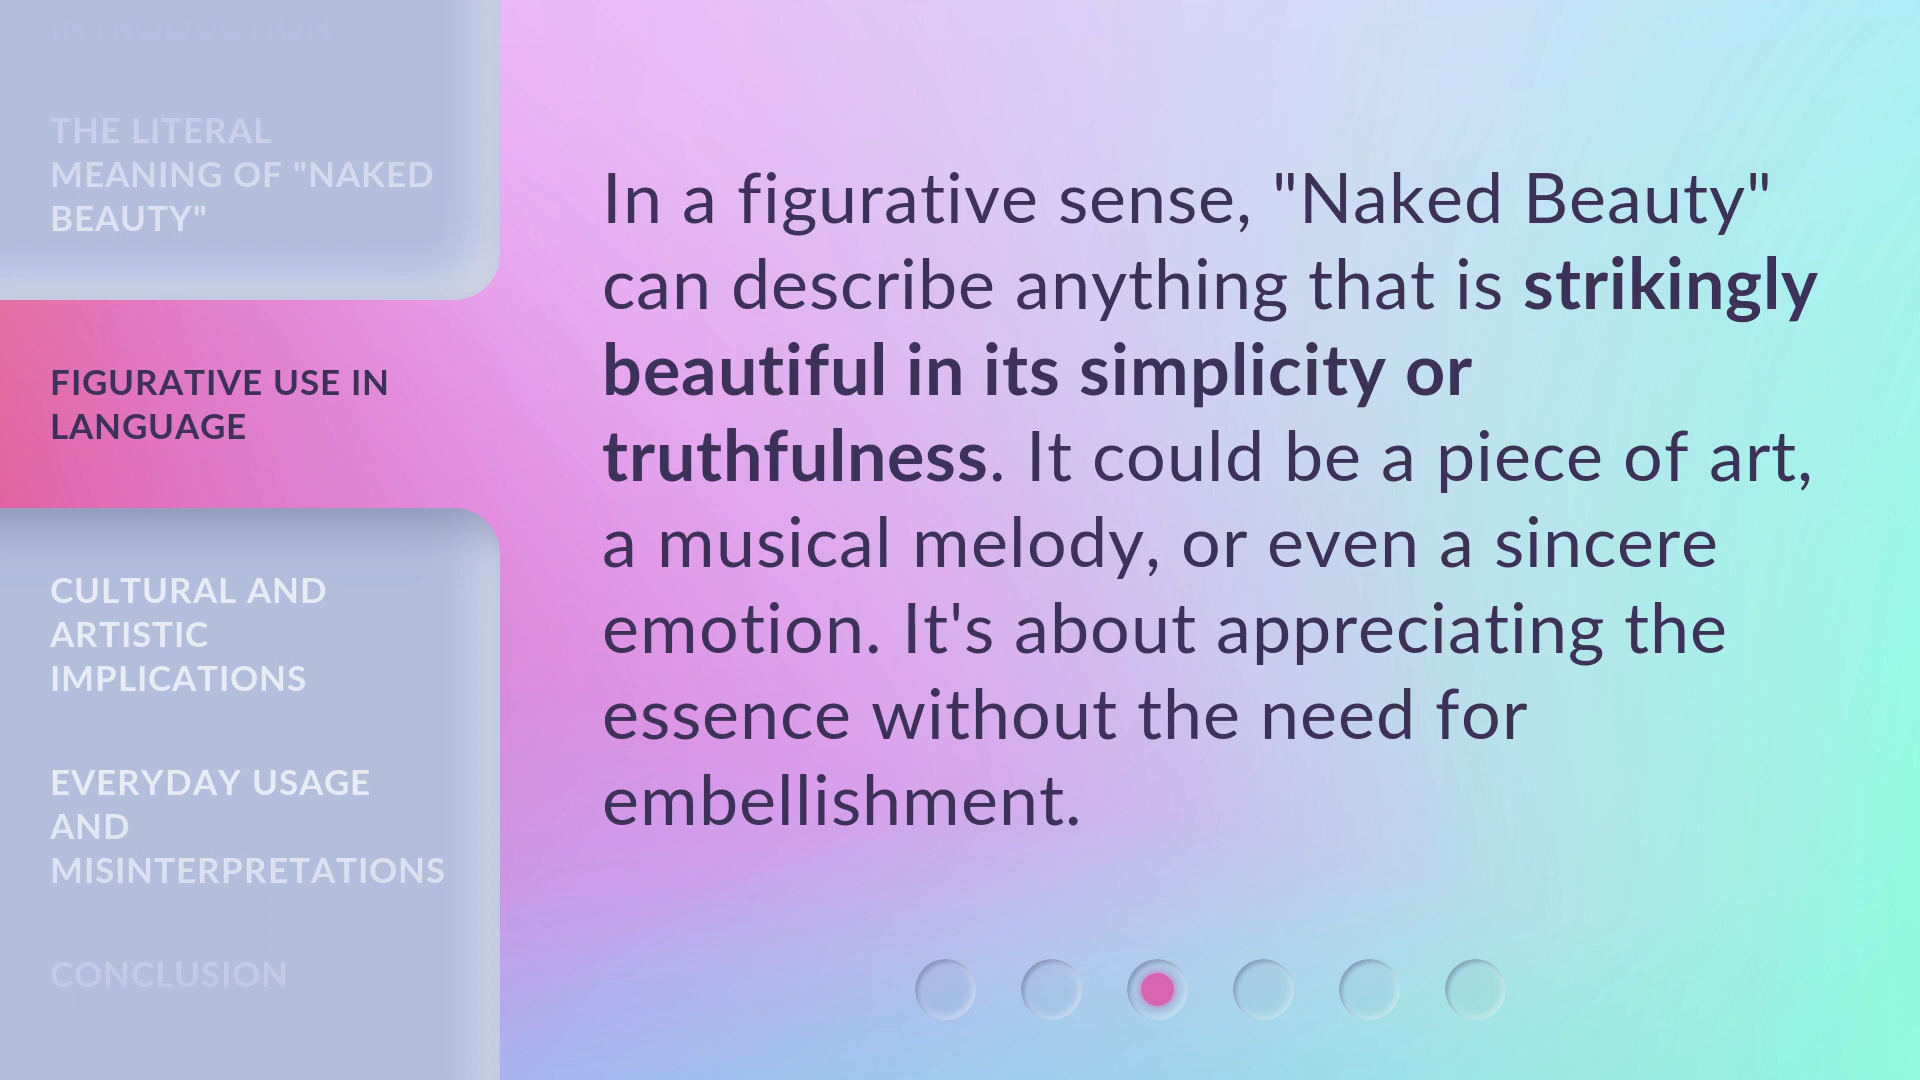 INTRODUCTION
THE LITERAL
MEANING OF "NAKED
BEAUTY"
FIGURATIVE USE IN
LANGUAGE
CULTURAL AND
ARTISTIC
IMPLICATIONS
EVERYDAY USAGE
AND
MISINTERPRETATIONS
CONCLUSION
In a figurative sense, "Naked Beauty"
can describe anything that is strikingly
beautiful in its simplicity or
truthfulness. It could be a piece of art,
a musical melody, or even a sincere
emotion. It's about appreciating the
essence without the need for
embellishment.